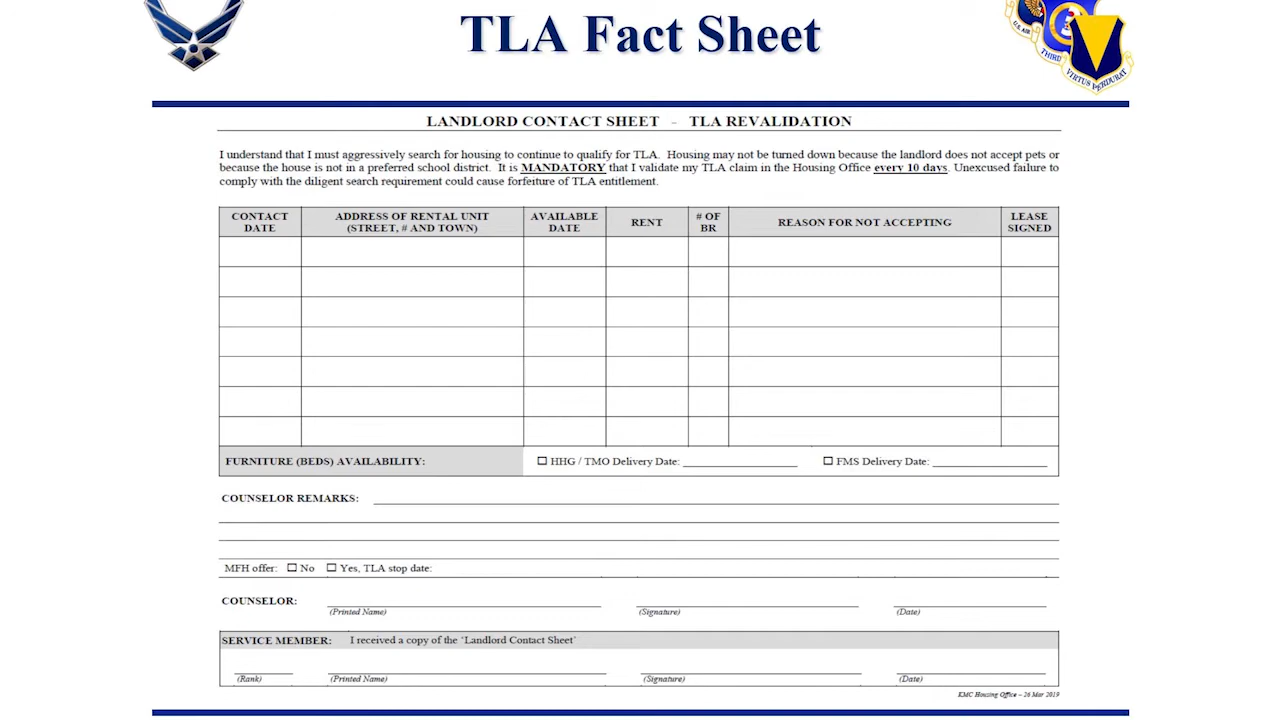 TLA Fact Sheet
U.S. AIR
THIRD
VIRTUS PERDURAT
LANDLORD CONTACT SHEET - TLA REVALIDATION
I understand that I must aggressively search for housing to continue to qualify for TLA. Housing may not be turned down because the landlord does not accept pets or
because the house is not in a preferred school district. It is MANDATORY that I validate my TLA claim in the Housing Office every 10 days. Unexcused failure to
comply with the diligent search requirement could cause forfeiture of TLA entitlement.
CONTACT DATE
ADDRESS OF RENTAL UNIT
(STREET, # AND TOWN)
AVAILABLE DATE
RENT
# OF BR
REASON FOR NOT ACCEPTING
LEASE SIGNED
FURNITURE (BEDS) AVAILABILITY: ☐ HHG / TMO Delivery Date: ☐ FMS Delivery Date:
COUNSELOR REMARKS:
MFH offer: ☐ No ☐ Yes, TLA stop date:
COUNSELOR:
(Printed Name) (Signature) (Date)
SERVICE MEMBER: I received a copy of the ‘Landlord Contact Sheet’
(Rank) (Printed Name) (Signature) (Date)
KMC Housing Office – 26 Mar 2019